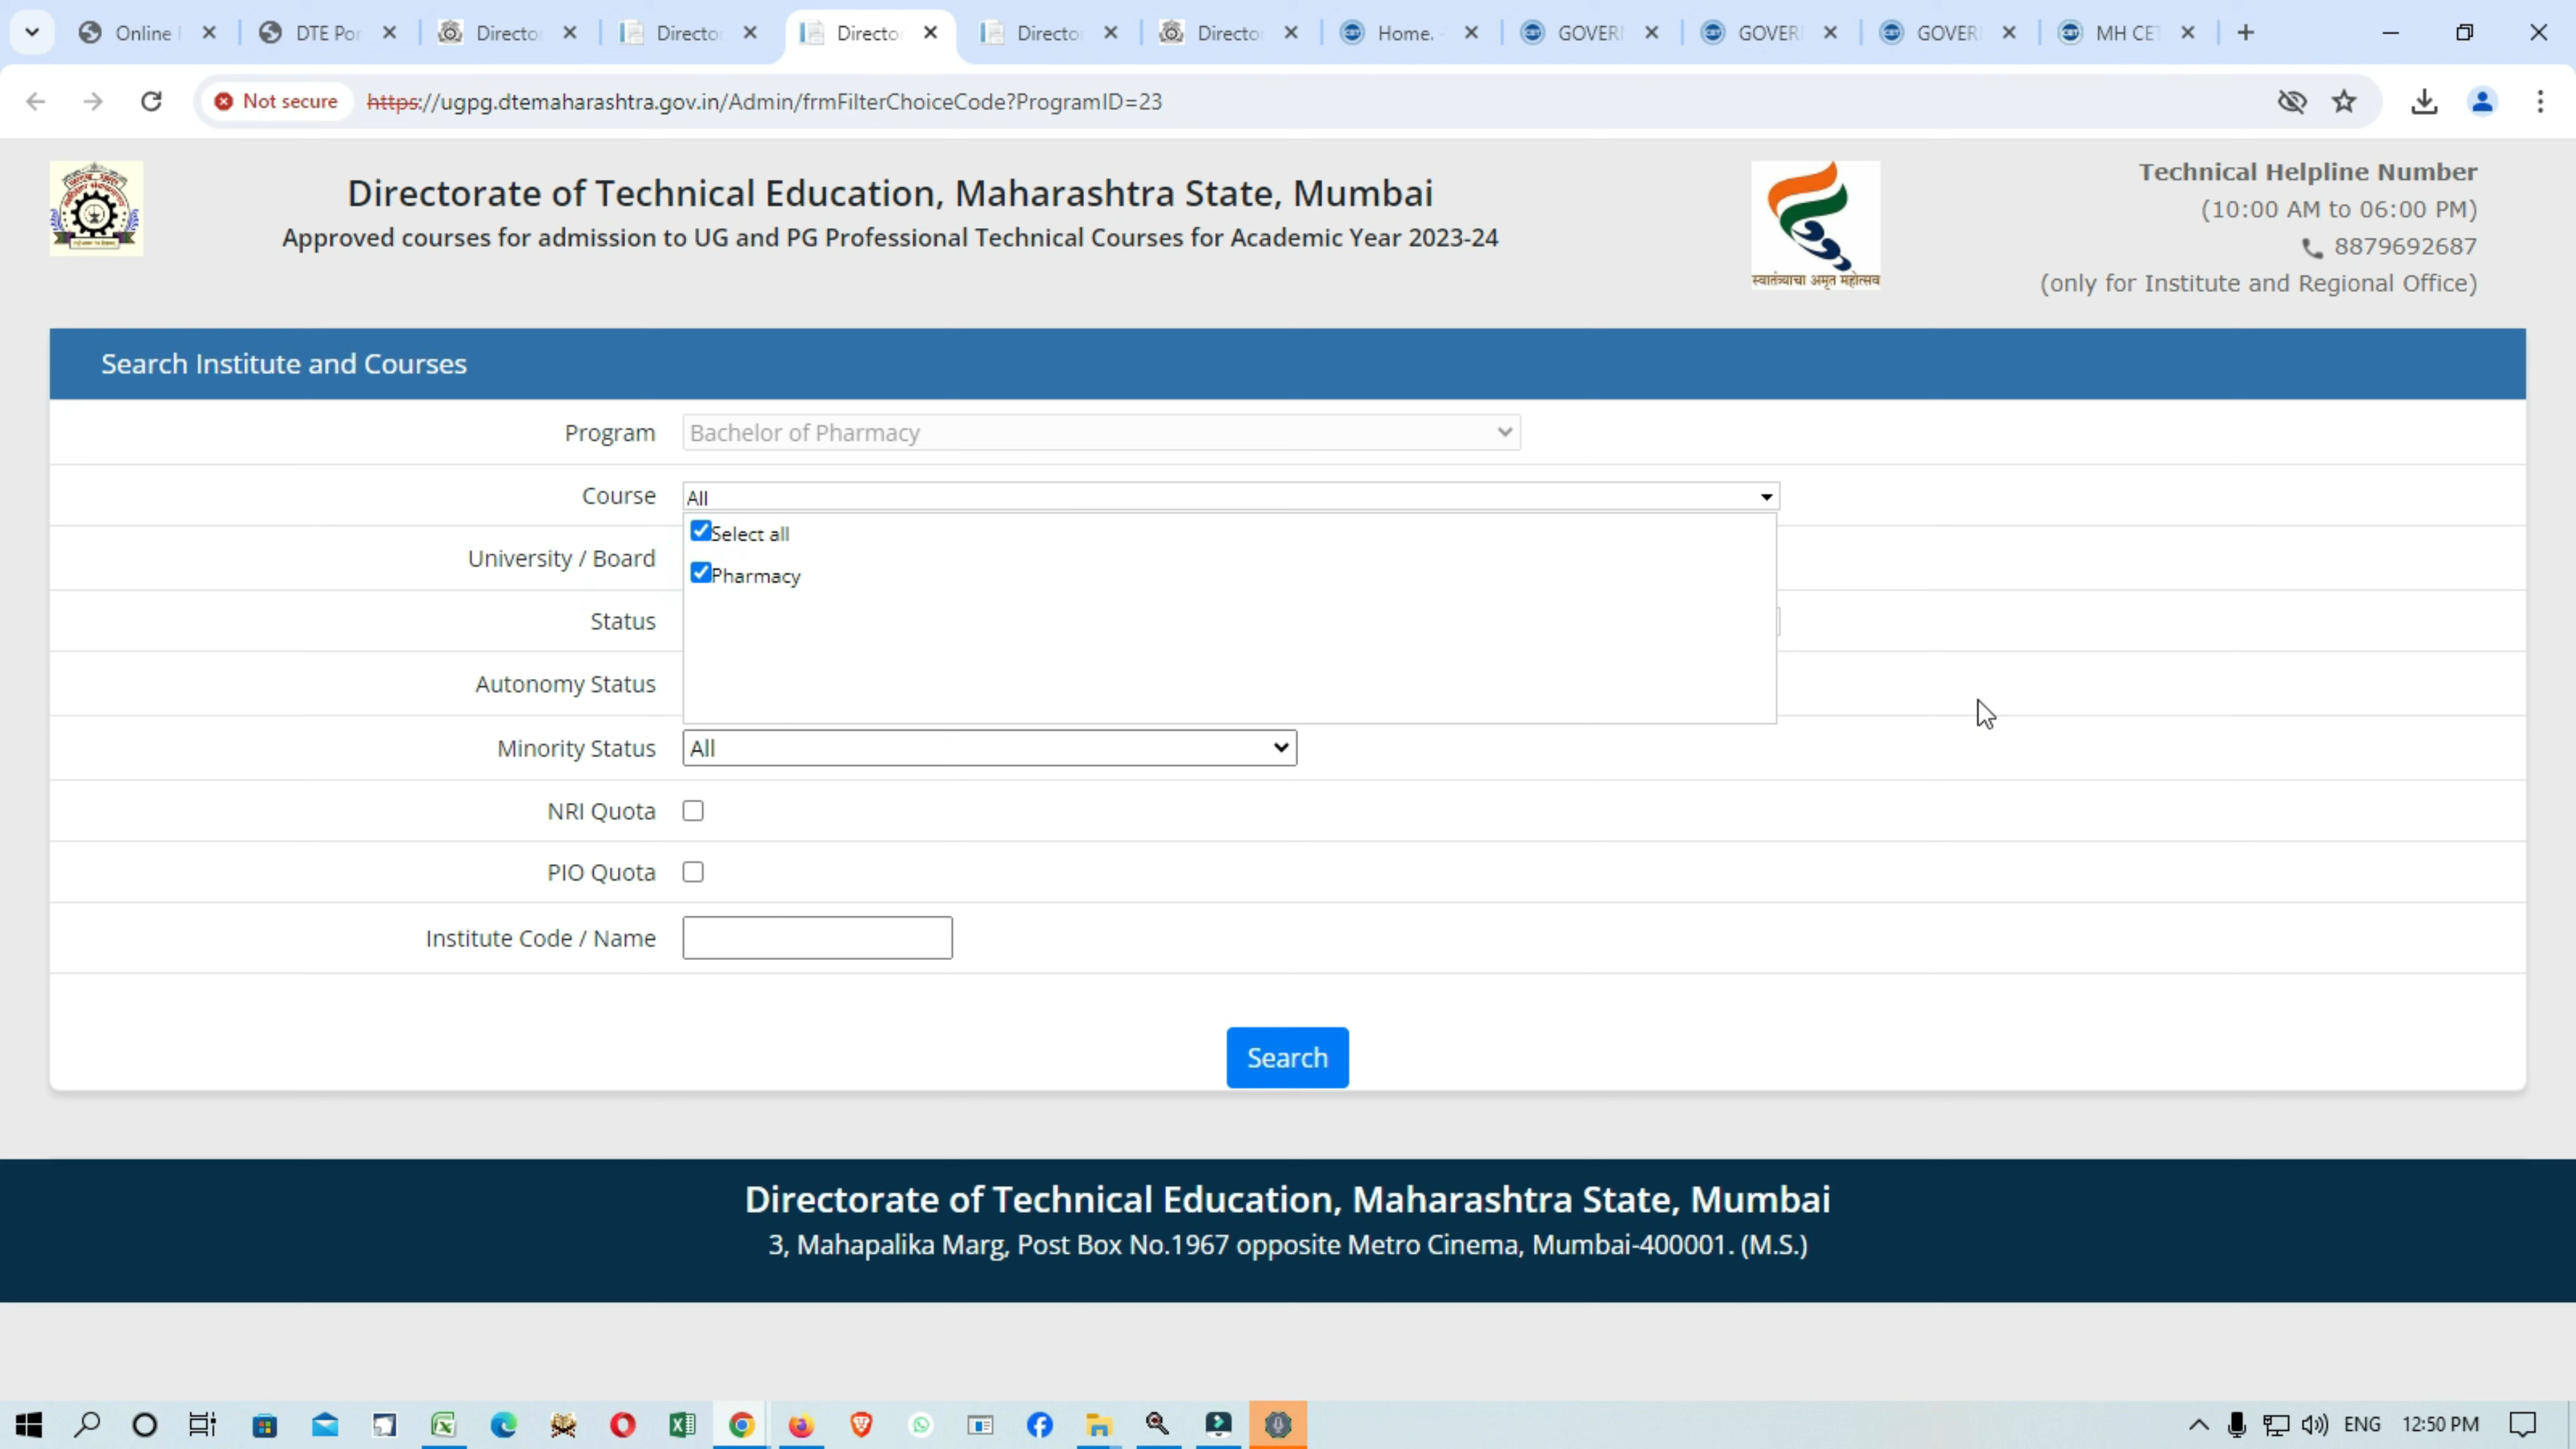 Online
DTE Por
Directo
Directo
Directo
Directo
Directo
Home. -
GOVER
GOVER
GOVER
MH CET
Not secure
https://ugpg.dtemaharashtra.gov.in/Admin/frmFilterChoiceCode?ProgramID=23
Directorate of Technical Education, Maharashtra State, Mumbai
Approved courses for admission to UG and PG Professional Technical Courses for Academic Year 2023-24
स्वातंत्र्याचा अमृत महोत्सव
Technical Helpline Number
(10:00 AM to 06:00 PM)
8879692687
(only for Institute and Regional Office)
Search Institute and Courses
Program Bachelor of Pharmacy
Course All
Select all
University / Board
Pharmacy
Status
Autonomy Status
Minority Status All
NRI Quota
PIO Quota
Institute Code / Name
Search
Directorate of Technical Education, Maharashtra State, Mumbai
3, Mahapalika Marg, Post Box No.1967 opposite Metro Cinema, Mumbai-400001. (M.S.)
ENG 12:50 PM